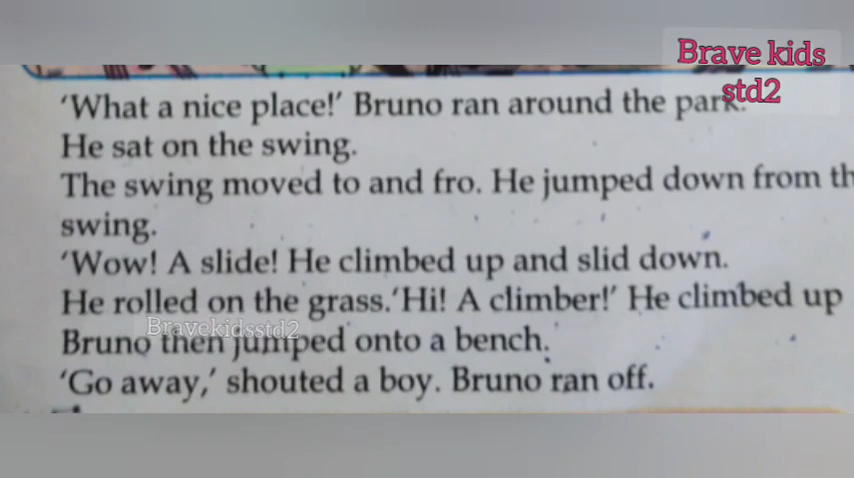 Brave kids
std2
‘What a nice place!’ Bruno ran around the park.
He sat on the swing.
The swing moved to and fro. He jumped down from th
swing.
‘Wow! A slide! He climbed up and slid down.
He rolled on the grass.‘Hi! A climber!’ He climbed up
Bravekidsstd2
Bruno then jumped onto a bench.
‘Go away,’ shouted a boy. Bruno ran off.